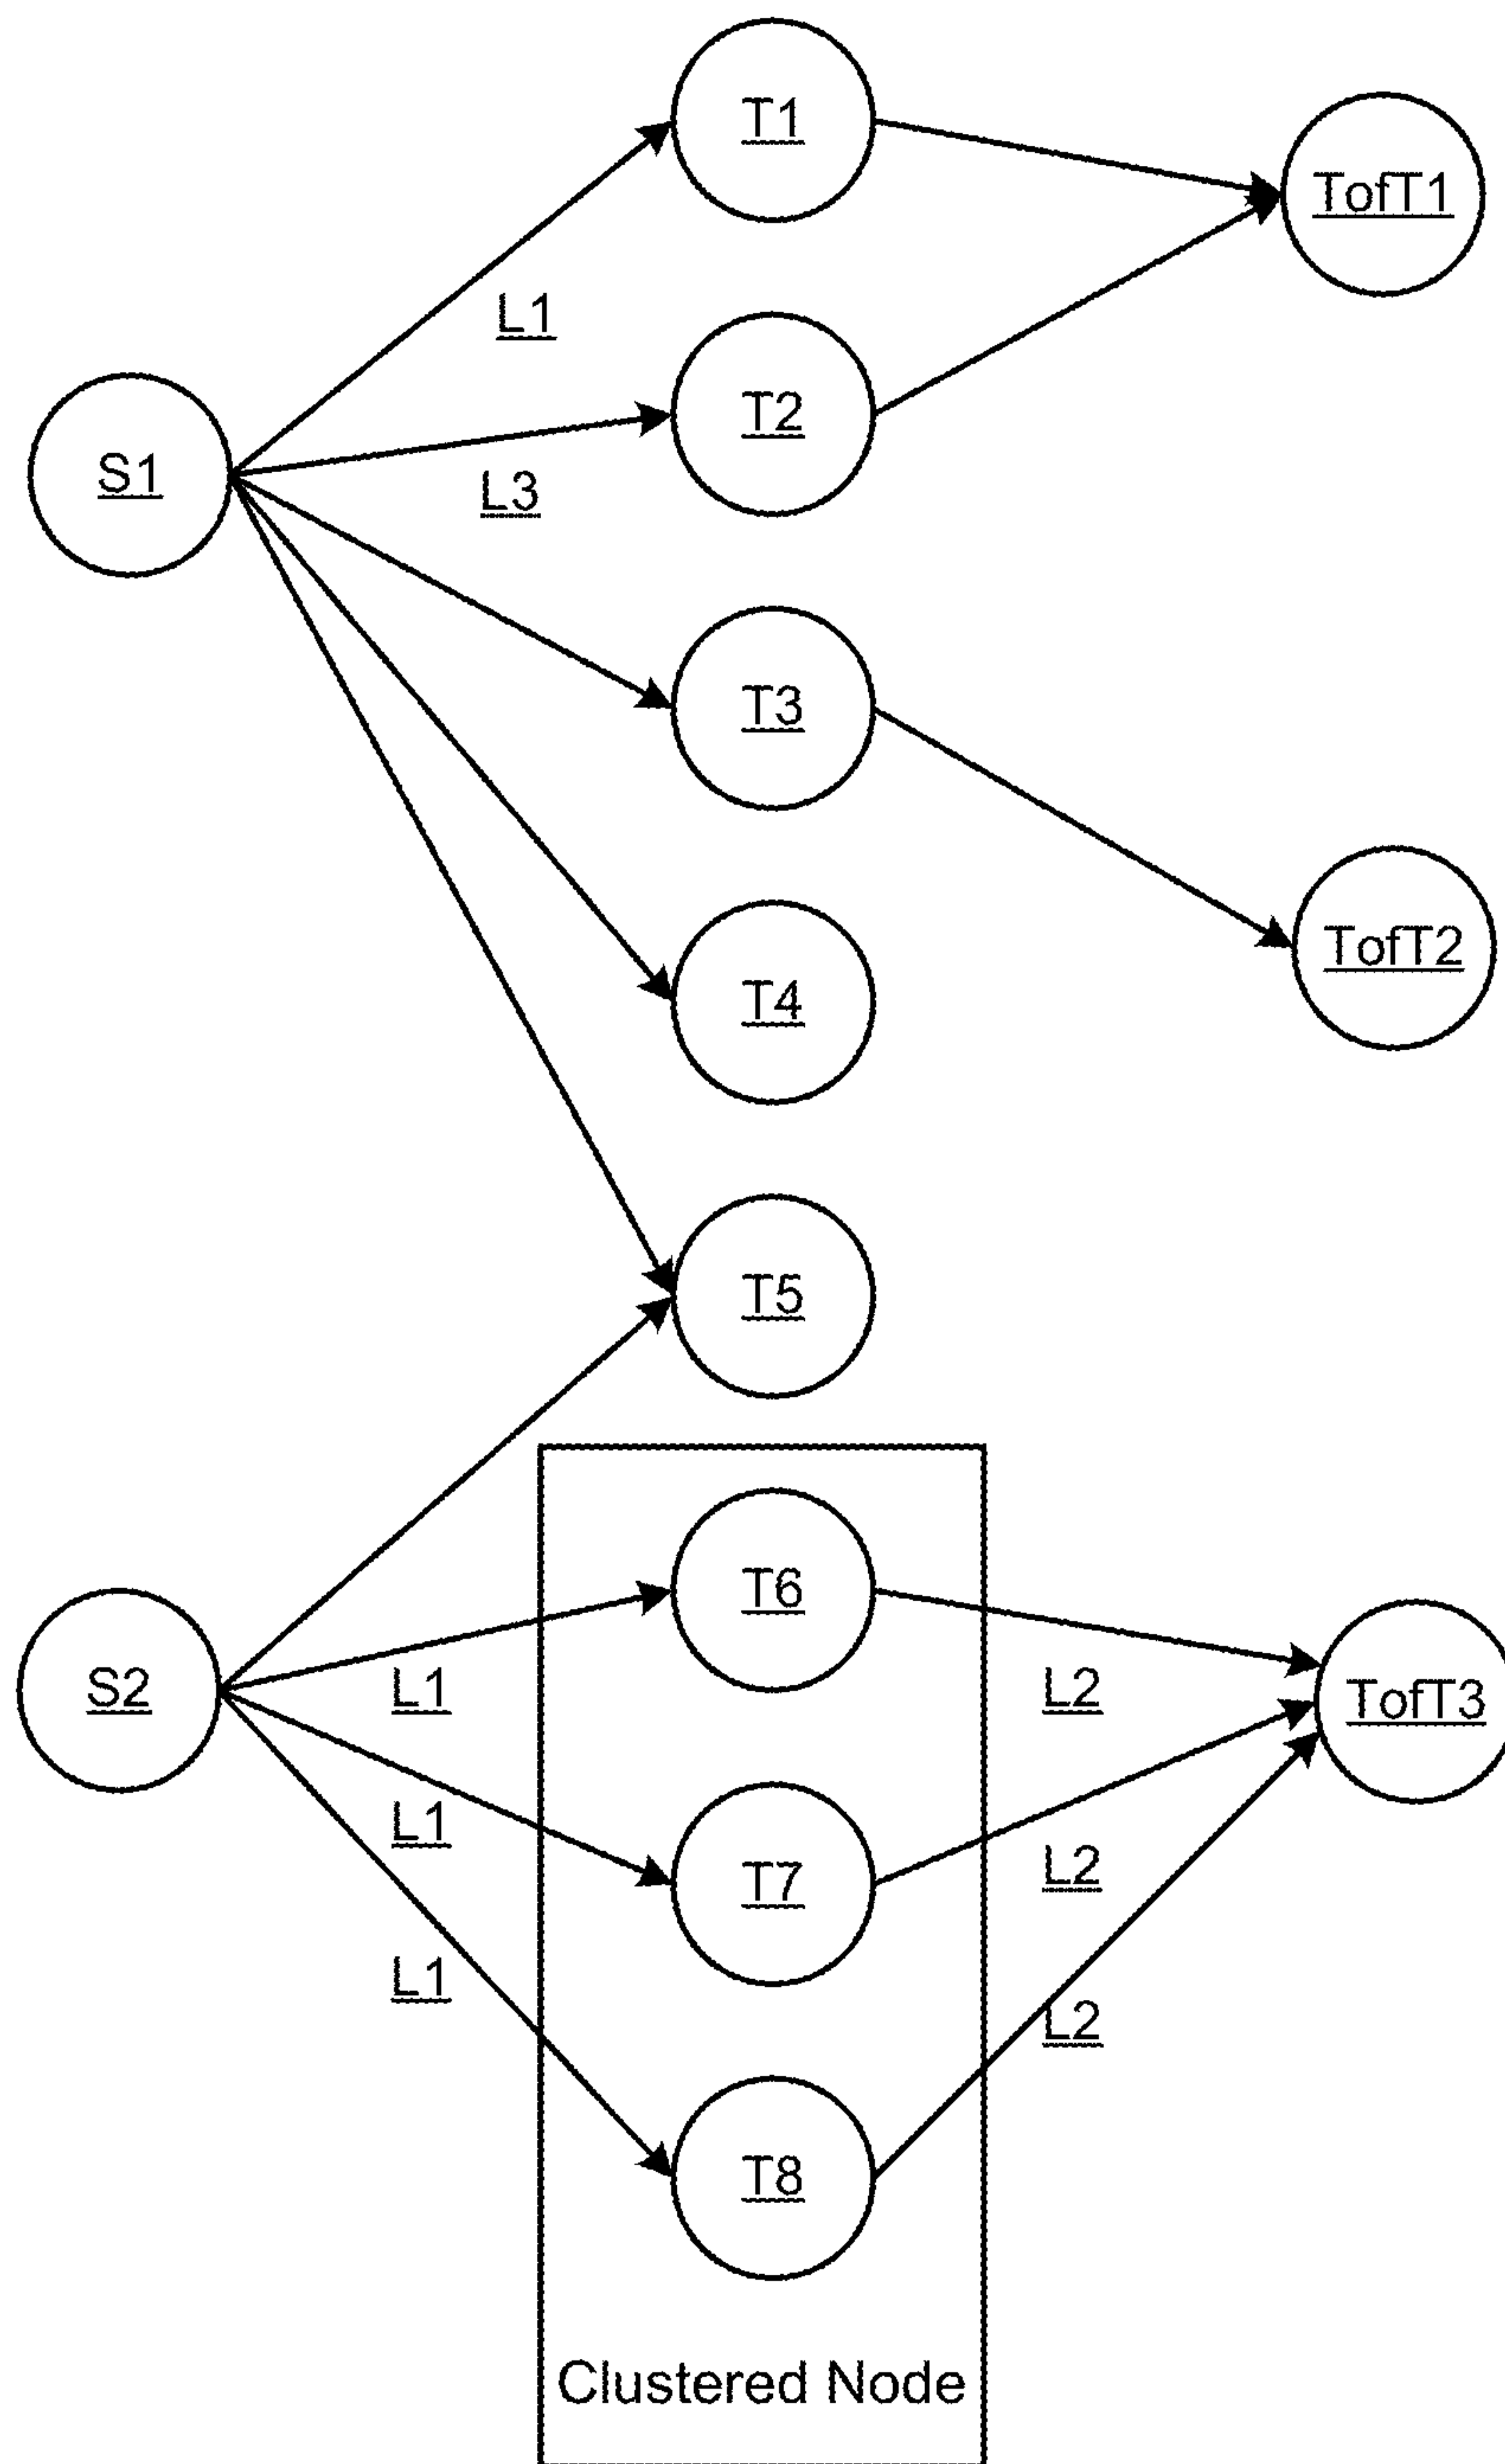 T1
TofT1
L1
T2
S1
L3
T3
TofT2
T4
T5
T6
S2
L1
L2
TofT3
L1
T7
L2
L1
L2
T8
Clustered Node